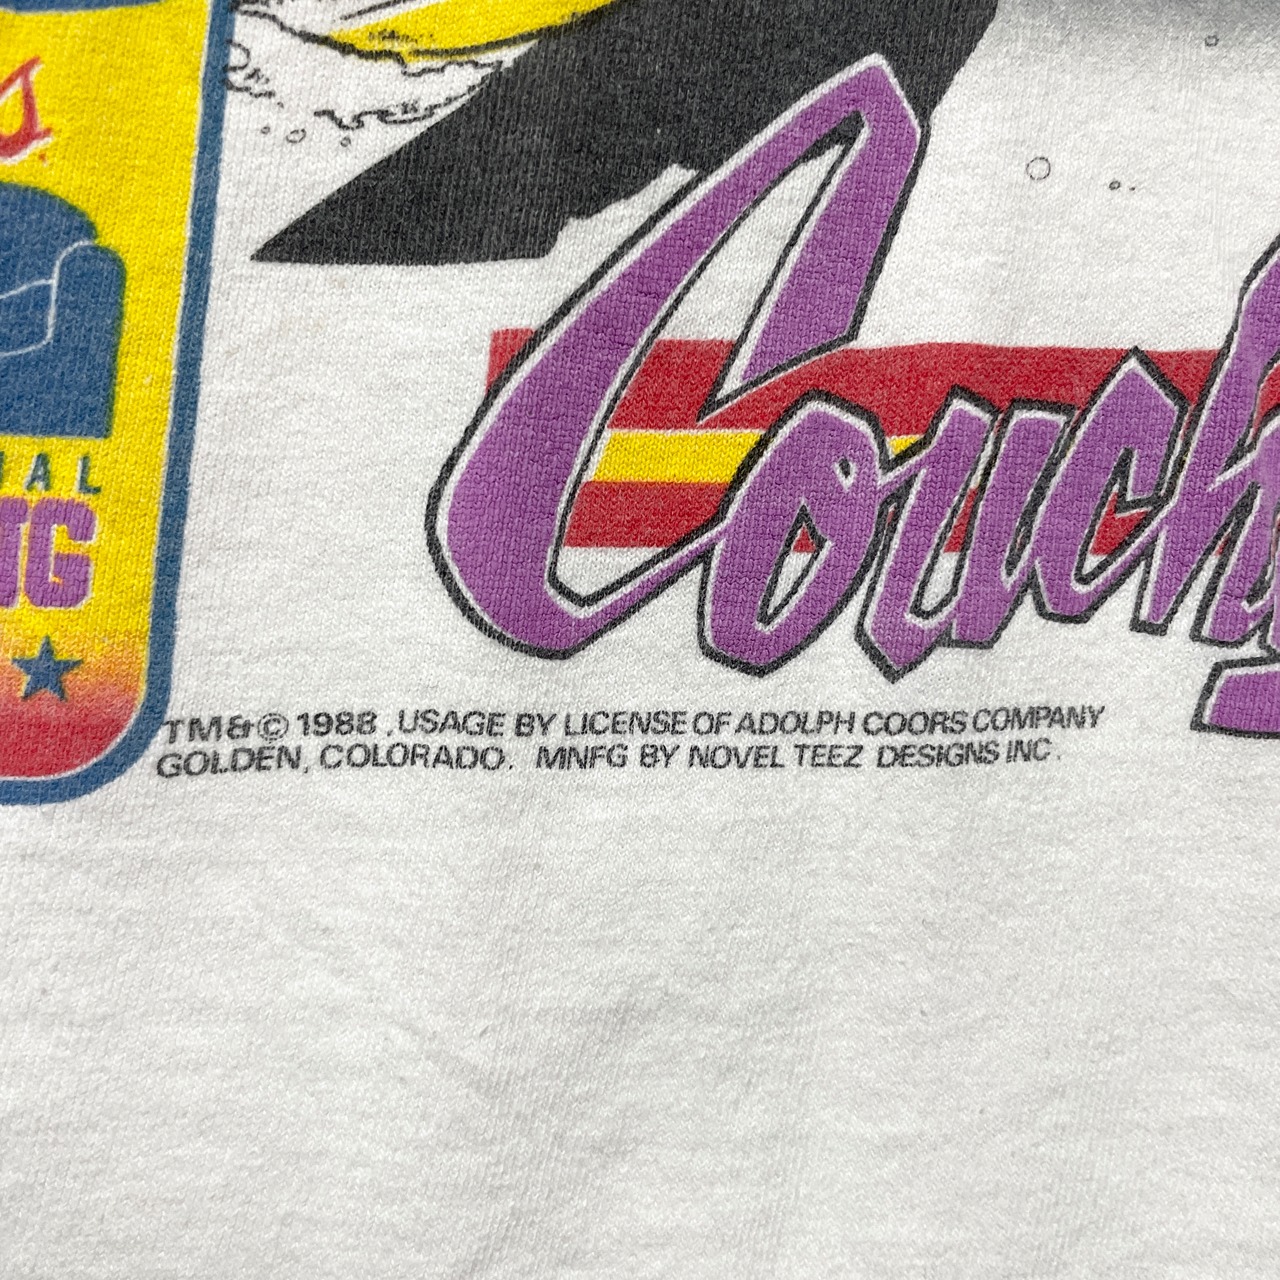 Couch
TM&© 1988 . USAGE BY LICENSE OF ADOLPH COORS COMPANY
GOLDEN, COLORADO. MNFG BY NOVEL TEEZ DESIGNS INC.